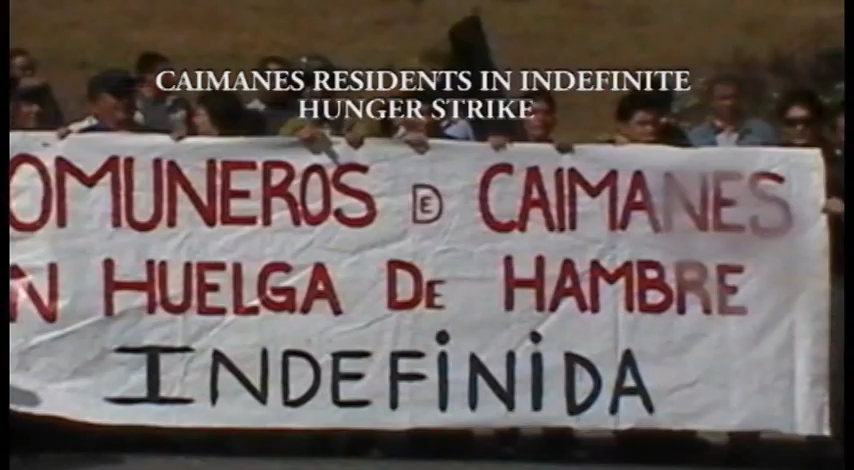 CAIMANES RESIDENTS IN INDEFINITE
HUNGER STRIKE
OMUNEROS DE CAIMANES
N HUELGA DE HAMBRE
INDEFiNiDA